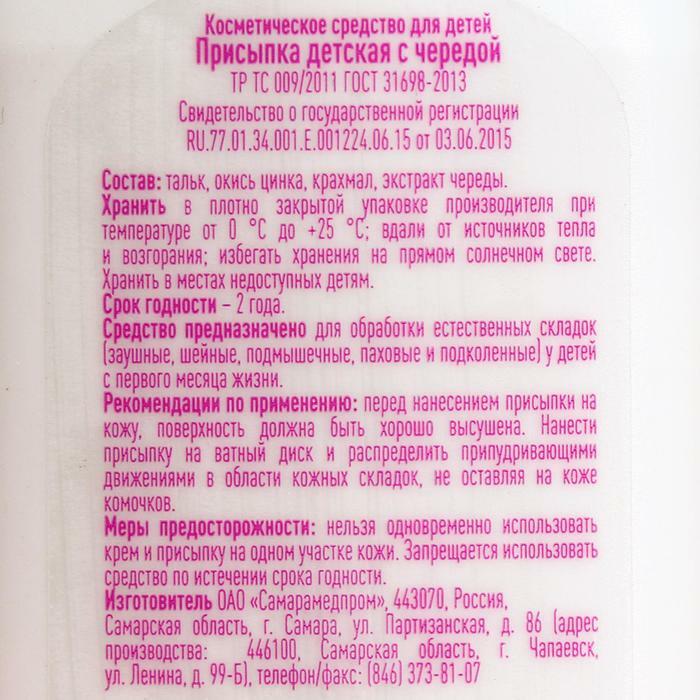 Косметическое средство для детей
Присыпка детская с чередой
ТР ТС 009/2011 ГОСТ 31698-2013
Свидетельство о государственной регистрации
RU.77.01.34.001.Е.001224.06.15 от 03.06.2015
Состав: тальк, окись цинка, крахмал, экстракт череды.
Хранить в плотно закрытой упаковке производителя при
температуре от 0 °С до +25 °С; вдали от источников тепла
и возгорания; избегать хранения на прямом солнечном свете.
Хранить в местах недоступных детям.
Срок годности – 2 года.
Средство предназначено для обработки естественных складок
(заушные, шейные, подмышечные, паховые и подколенные) у детей
с первого месяца жизни.
Рекомендации по применению: перед нанесением присыпки на
кожу, поверхность должна быть хорошо высушена. Нанести
присыпку на ватный диск и распределить припудривающими
движениями в области кожных складок, не оставляя на коже
комочков.
Меры предосторожности: нельзя одновременно использовать
крем и присыпку на одном участке кожи. Запрещается использовать
средство по истечении срока годности.
Изготовитель ОАО «Самарамедпром», 443070, Россия,
Самарская область, г. Самара, ул. Партизанская, д. 86 (адрес
производства: 446100, Самарская область, г. Чапаевск,
ул. Ленина, д. 99-Б), телефон/факс: (846) 373-81-07